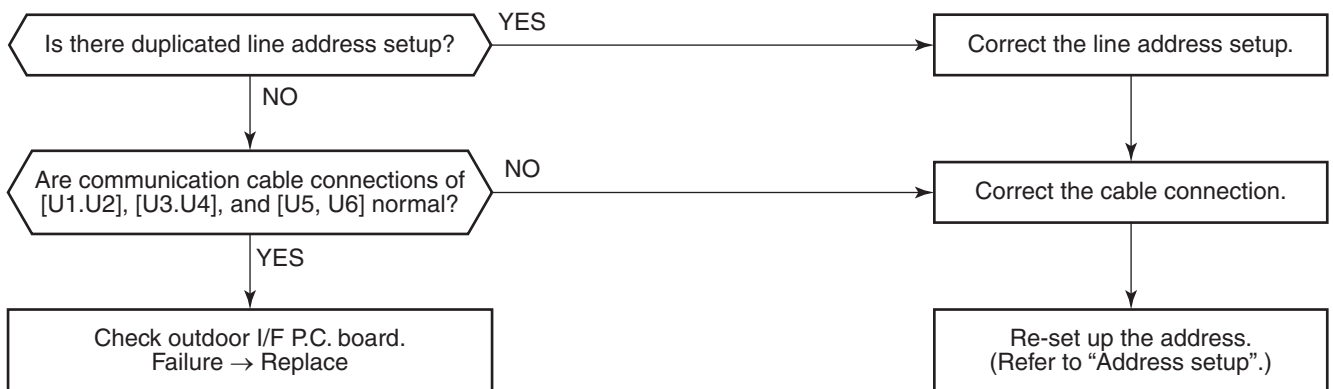 Is there duplicated line address setup?
YES
Correct the line address setup.
NO
Are communication cable connections of
[U1.U2], [U3.U4], and [U5, U6] normal?
NO
Correct the cable connection.
YES
Check outdoor I/F P.C. board.
Failure → Replace
Re-set up the address.
(Refer to “Address setup”.)